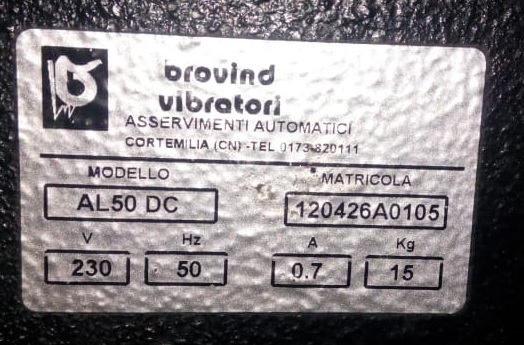 brovind
vibratori
ASSERVIMENTI AUTOMATICI
CORTEMILIA (CN) -TEL 0173-820111
MODELLO MATRICOLA
AL50 DC 120426A0105
V Hz A Kg
230 50 0.7 15